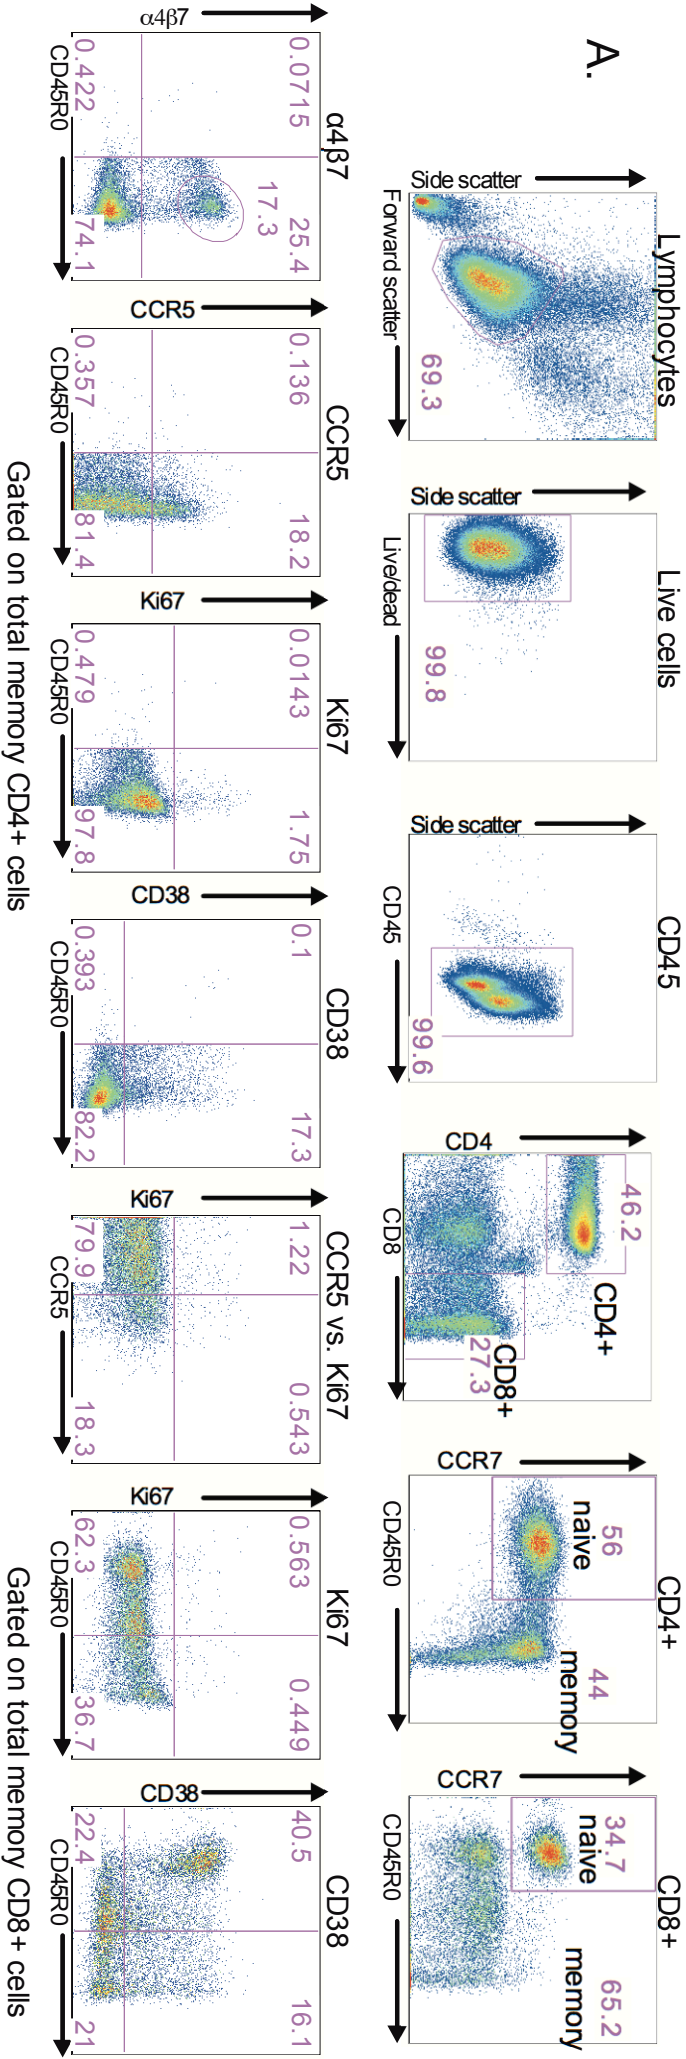 A.
Lymphocytes
Side scatter
Forward scatter
69.3
Live cells
Side scatter
Live/dead
99.8
CD45
Side scatter
CD45
99.6
CD4
CD8
46.2
CD4+
CD8+
27.3
CD4+
CCR7
CD45R0
56
naive
44
memory
CD8+
CCR7
CD45R0
34.7
naive
65.2
memory
α4β7
α4β7
CD45R0
0.0715
25.4
17.3
0.422
74.1
CCR5
CCR5
CD45R0
0.136
18.2
0.357
81.4
Ki67
Ki67
CD45R0
0.0143
1.75
0.479
97.8
CD38
CD38
CD45R0
0.1
17.3
0.393
82.2
CCR5 vs. Ki67
Ki67
CCR5
1.22
0.543
79.9
18.3
Ki67
Ki67
CD45R0
0.563
0.449
62.3
36.7
CD38
CD38
CD45R0
40.5
16.1
22.4
21
Gated on total memory CD4+ cells
Gated on total memory CD8+ cells